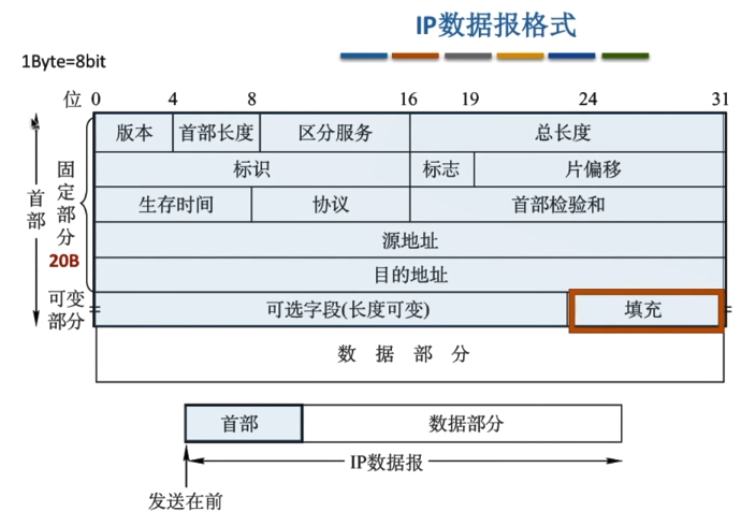 IP数据报格式
1Byte=8bit
位 0 4 8 16 19 24 31
版本 首部长度 区分服务 总长度
标识 标志 片偏移
生存时间 协议 首部检验和
源地址
目的地址
可选字段(长度可变) 填充
数据部分
首部
固定部分
20B
可变部分
首部 数据部分
IP数据报
发送在前